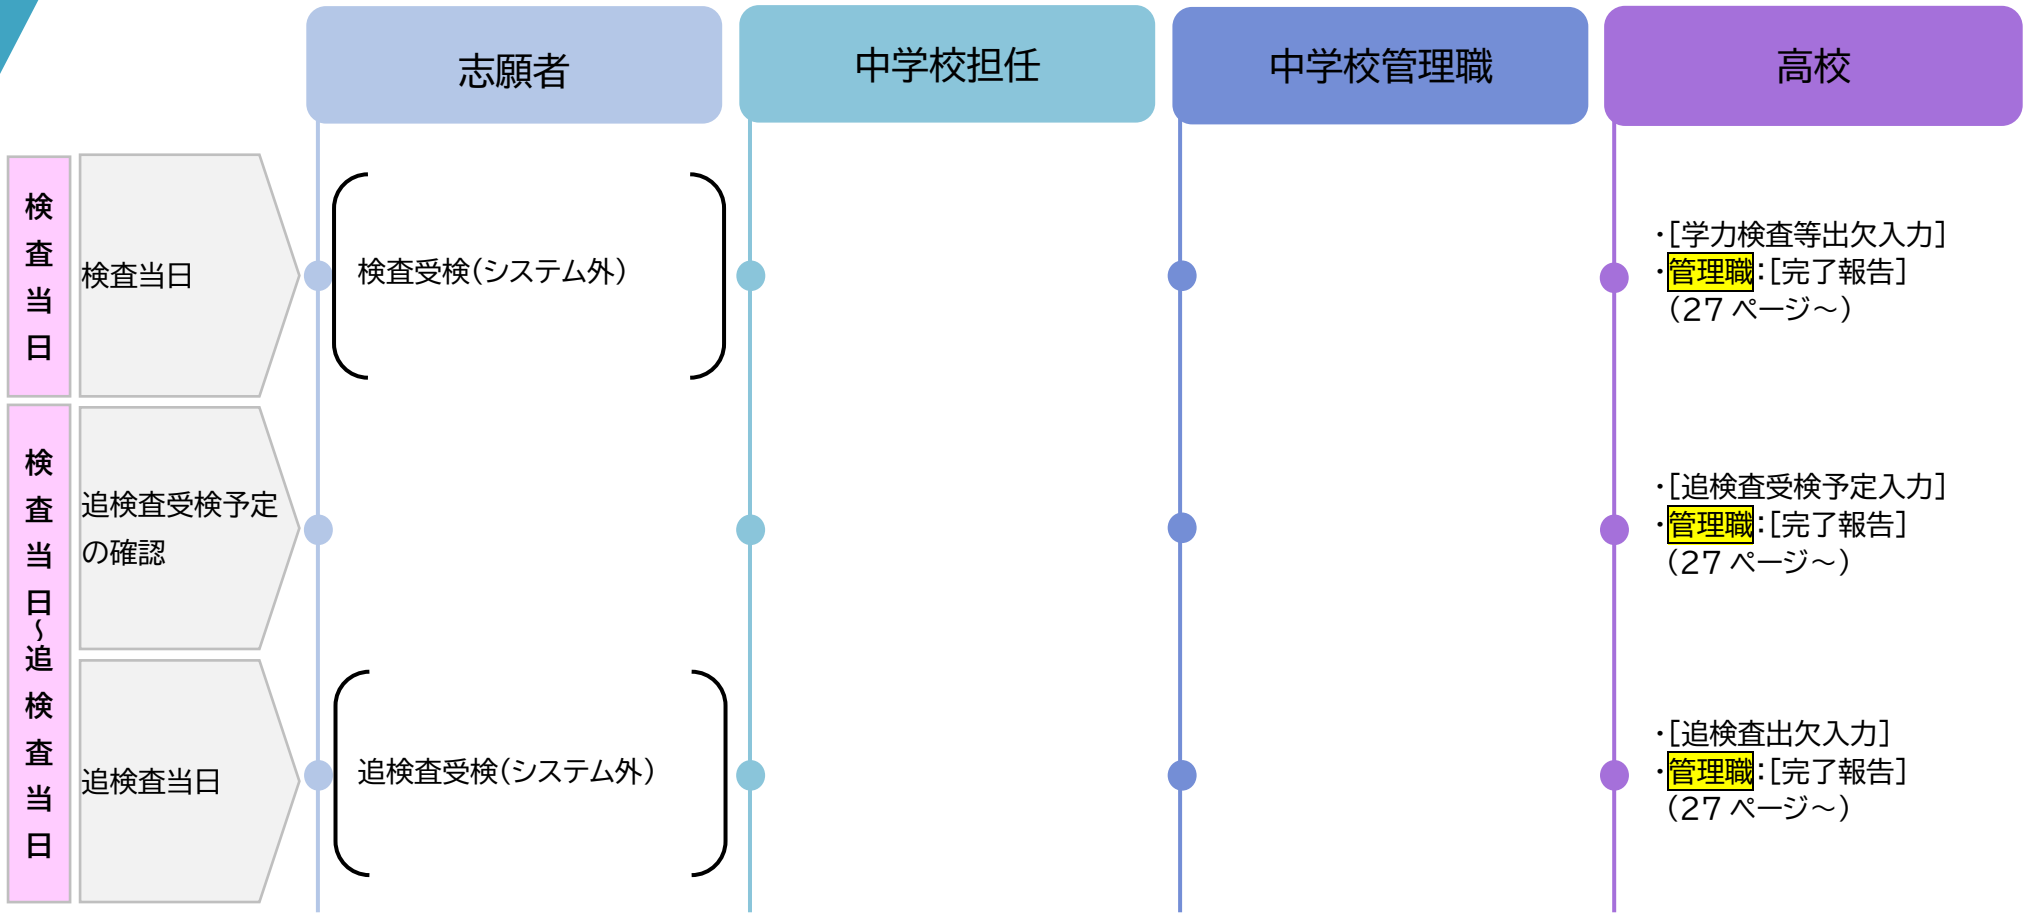 志願者
中学校担任
中学校管理職
高校
検査当日
検査当日
検査受検（システム外）
・［学力検査等出欠入力］
・管理職：［完了報告］
（27 ページ～）
検査当日～追検査当日
追検査受検予定
の確認
・［追検査受検予定入力］
・管理職：［完了報告］
（27 ページ～）
追検査当日
追検査受検（システム外）
・［追検査出欠入力］
・管理職：［完了報告］
（27 ページ～）